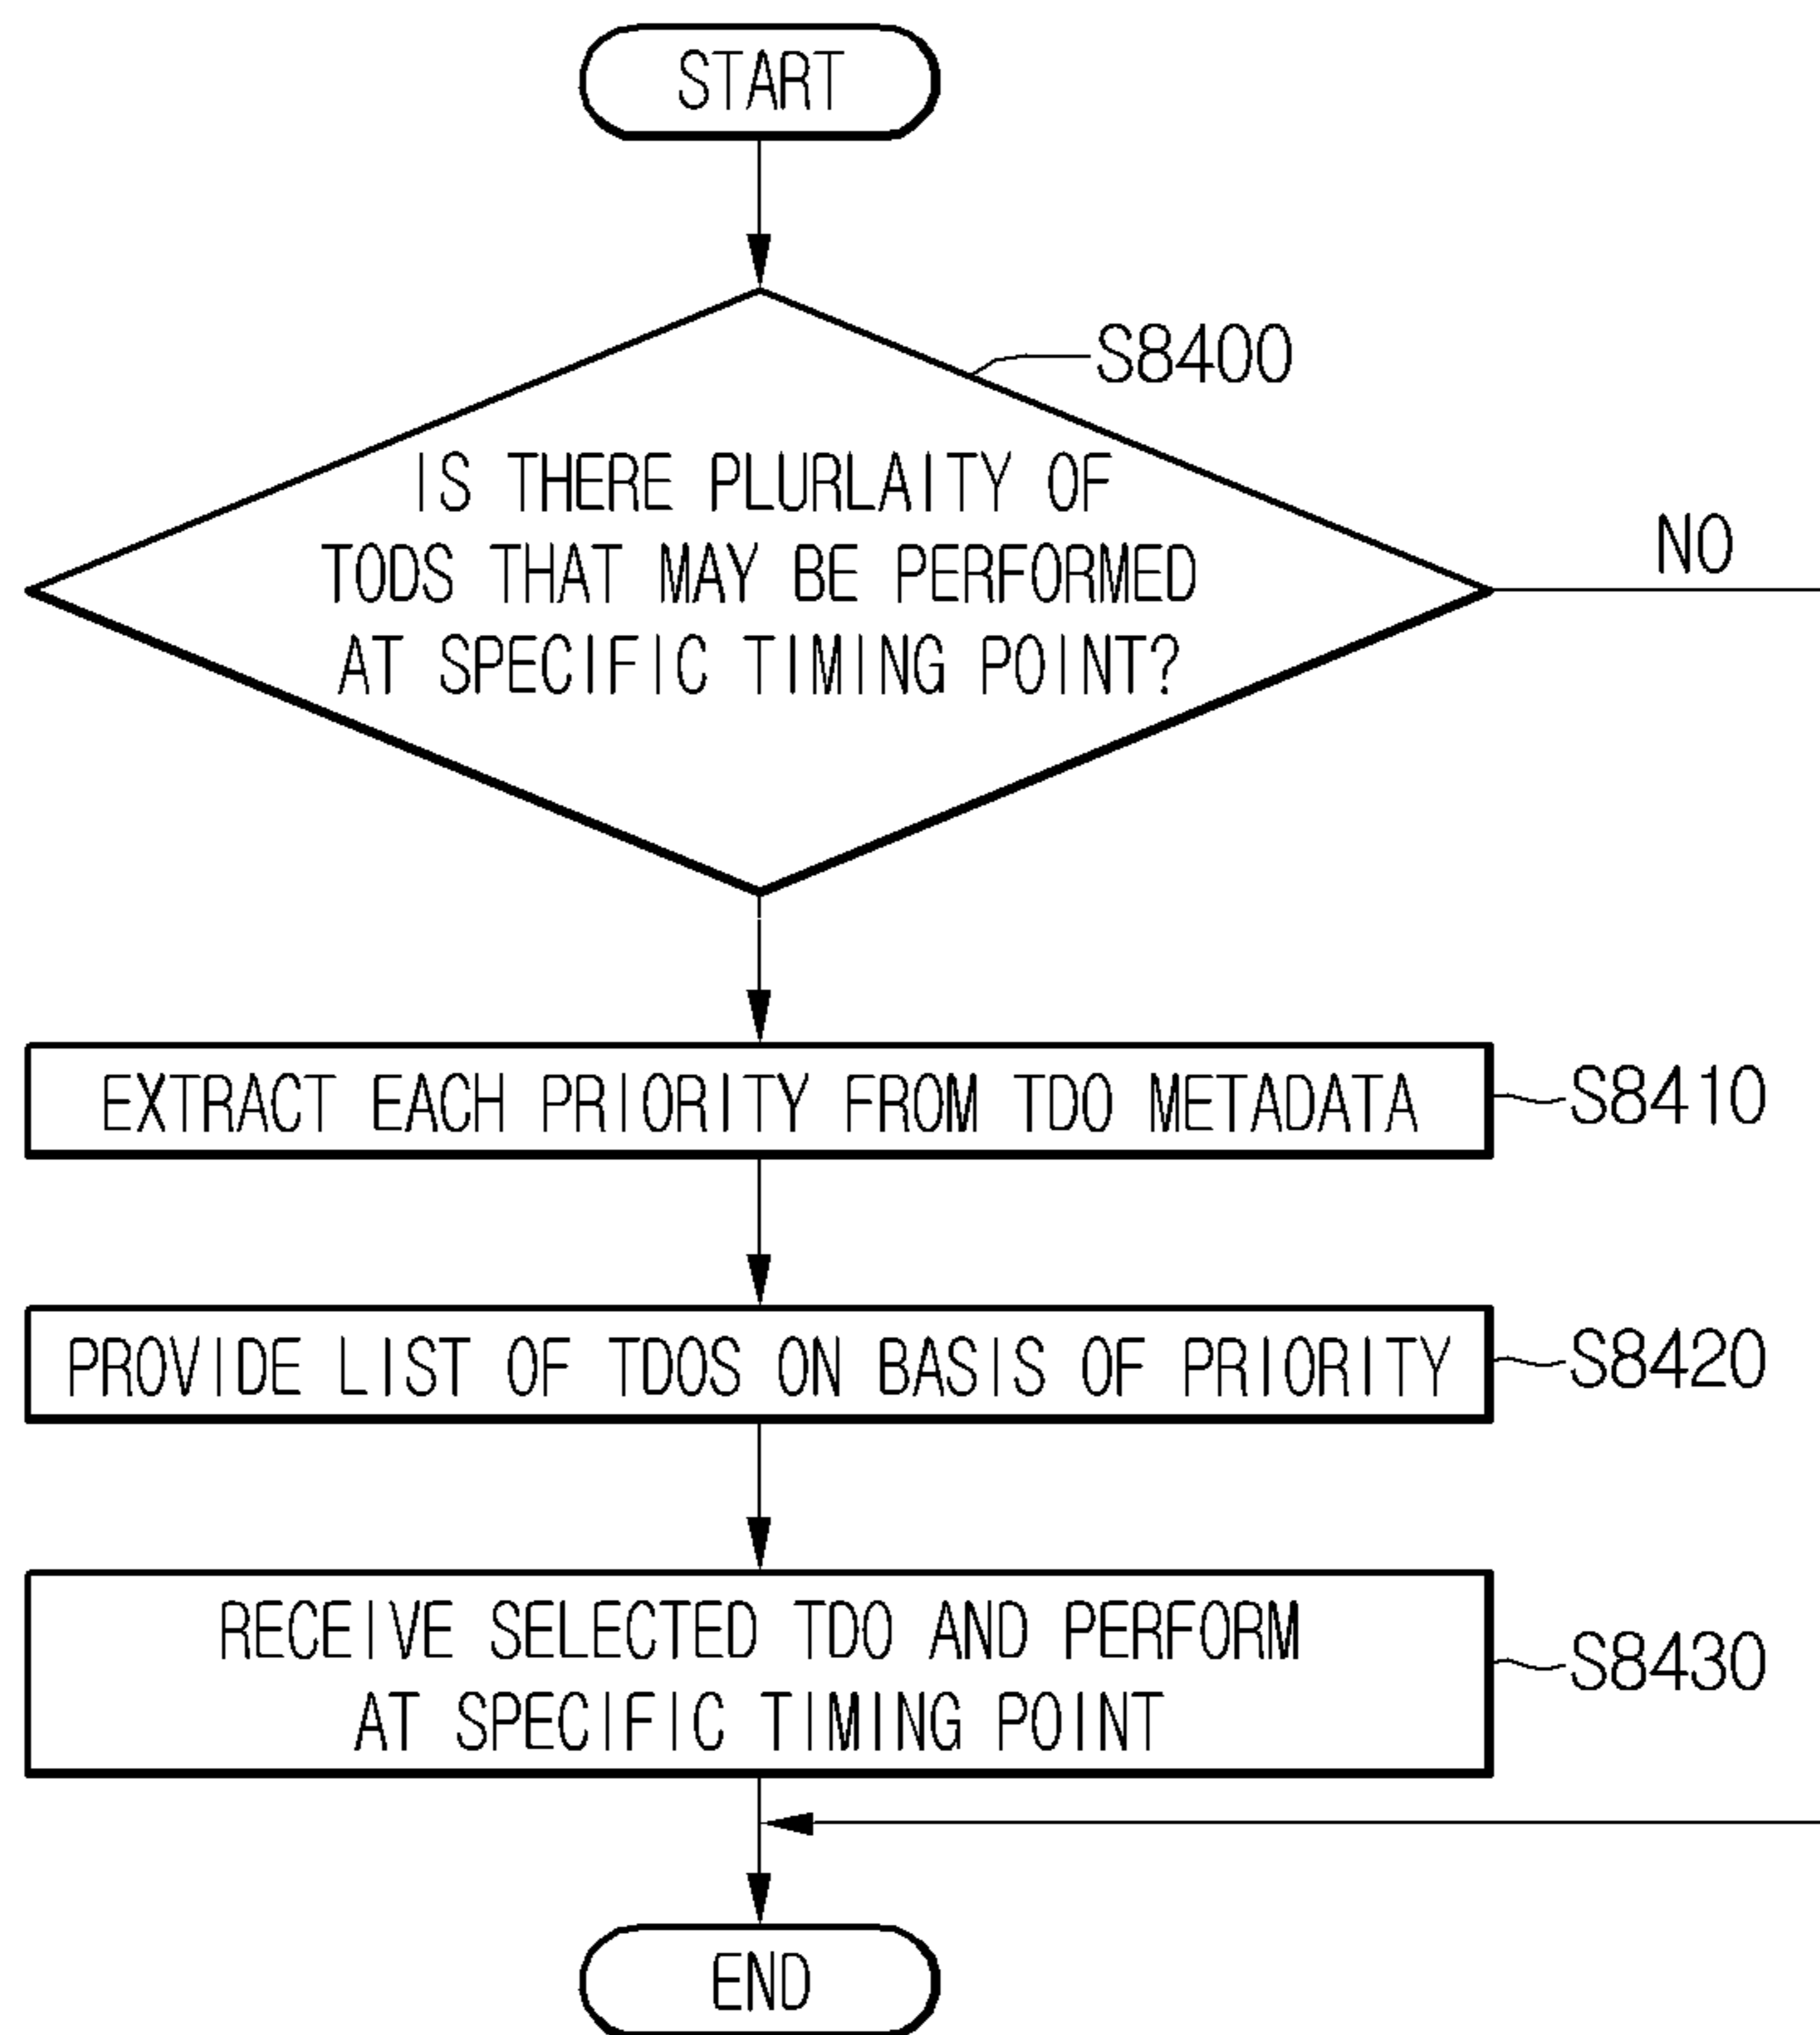 START
S8400
IS THERE PLURLAITY OF
TODS THAT MAY BE PERFORMED
AT SPECIFIC TIMING POINT?
NO
EXTRACT EACH PRIORITY FROM TDO METADATA
S8410
PROVIDE LIST OF TDOS ON BASIS OF PRIORITY
S8420
RECEIVE SELECTED TDO AND PERFORM
AT SPECIFIC TIMING POINT
S8430
END